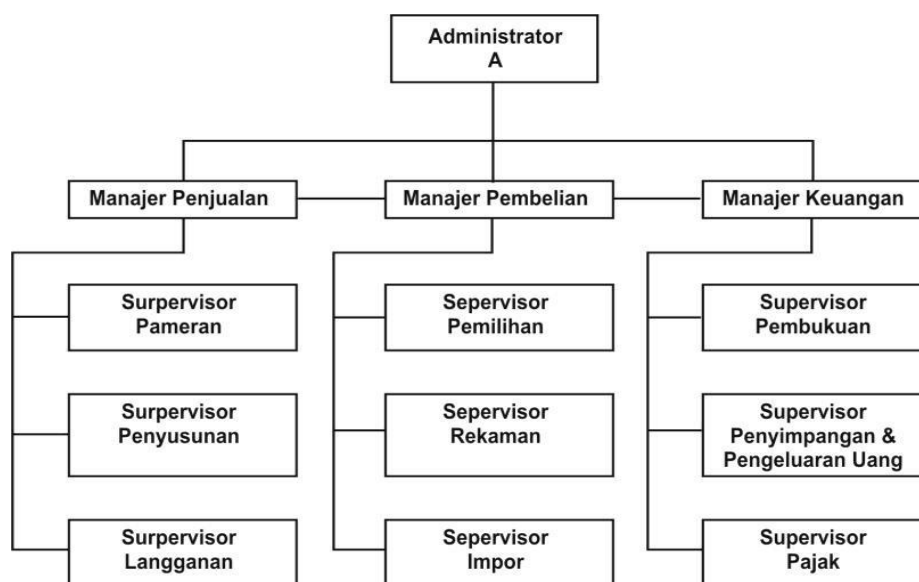 Administrator
A
Manajer Penjualan
Manajer Pembelian
Manajer Keuangan
Surpervisor
Pameran
Sepervisor
Pemilihan
Supervisor
Pembukuan
Surpervisor
Penyusunan
Sepervisor
Rekaman
Supervisor
Penyimpangan &
Pengeluaran Uang
Surpervisor
Langganan
Sepervisor
Impor
Supervisor
Pajak